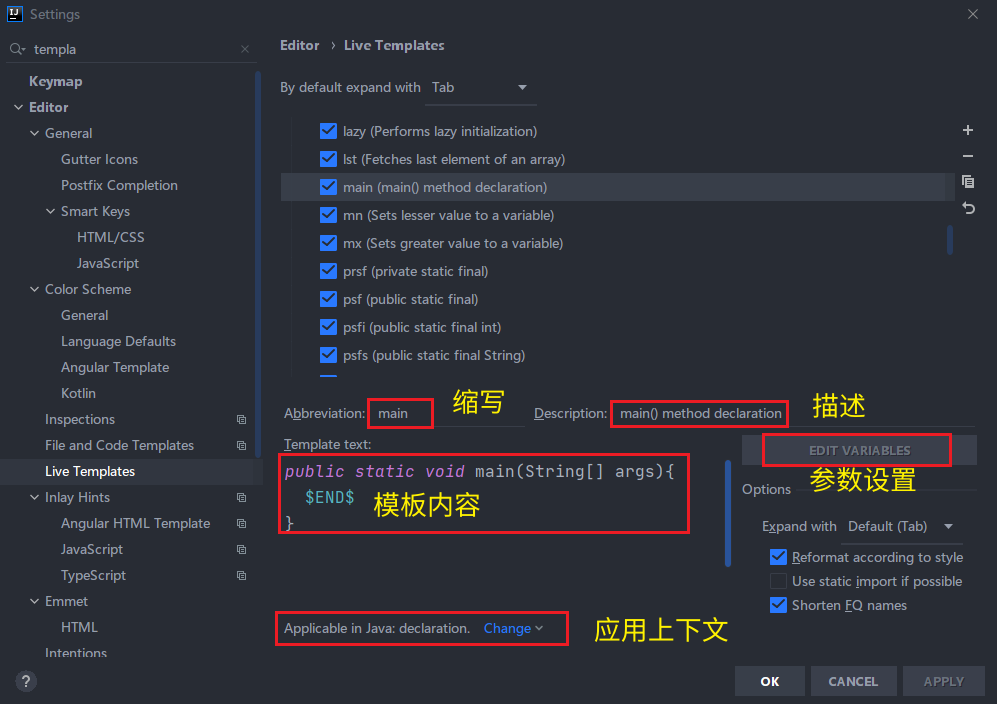 IJ Settings
templa
Keymap
Editor
General
Gutter Icons
Postfix Completion
Smart Keys
HTML/CSS
JavaScript
Color Scheme
General
Language Defaults
Angular Template
Kotlin
Inspections
File and Code Templates
Live Templates
Inlay Hints
Angular HTML Template
JavaScript
TypeScript
Emmet
HTML
Intentions
?
Editor › Live Templates
By default expand with Tab
lazy (Performs lazy initialization)
lst (Fetches last element of an array)
main (main() method declaration)
mn (Sets lesser value to a variable)
mx (Sets greater value to a variable)
prsf (private static final)
psf (public static final)
psfi (public static final int)
psfs (public static final String)
Abbreviation: main 缩写 Description: main() method declaration 描述
Template text:
public static void main(String[] args){
$END$ 模板内容
}
EDIT VARIABLES
参数设置
Options
Expand with Default (Tab)
Reformat according to style
Use static import if possible
Shorten FQ names
Applicable in Java: declaration. Change 应用上下文
OK CANCEL APPLY